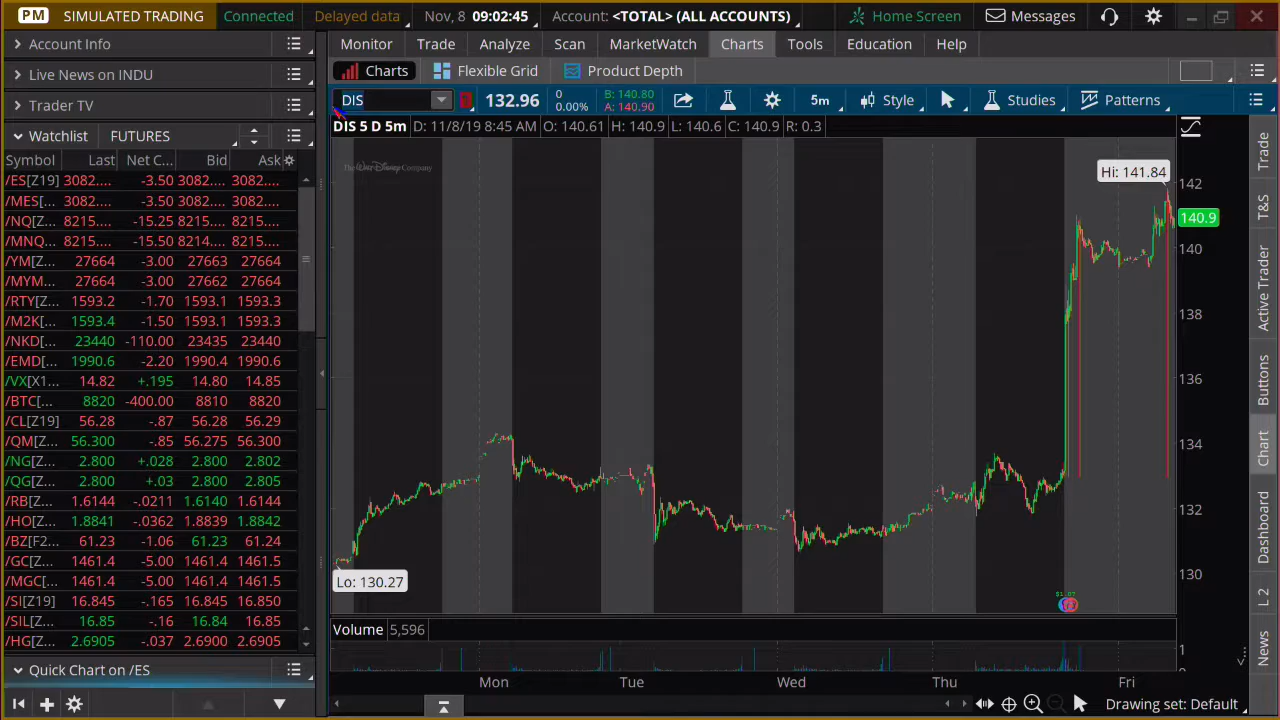 PM SIMULATED TRADING Connected Delayed data Nov, 8 09:02:45 Account: <TOTAL> (ALL ACCOUNTS) Home Screen Messages
Account Info
Live News on INDU
Trader TV
Watchlist FUTURES
Symbol Last Net C... Bid Ask
/ES[Z19] 3082.... -3.50 3082.... 3082...
/MES[... 3082.... -3.50 3082.... 3082...
/NQ[Z... 8215.... -15.25 8215.... 8215...
/MNQ... 8215.... -15.50 8214.... 8215...
/YM[Z... 27664 -3.00 27663 27664
/MYM... 27664 -3.00 27662 27664
/RTY[Z... 1593.2 -1.70 1593.1 1593.3
/M2K[... 1593.4 -1.50 1593.1 1593.3
/NKD[... 23440 -110.00 23435 23440
/EMD[... 1990.6 -2.20 1990.4 1990.6
/VX[X1... 14.82 +.195 14.80 14.85
/BTC[... 8820 -400.00 8810 8820
/CL[Z19] 56.28 -.87 56.28 56.29
/QM[Z... 56.300 -.85 56.275 56.300
/NG[Z... 2.800 +.028 2.800 2.802
/QG[Z... 2.800 +.03 2.800 2.805
/RB[Z... 1.6144 -.0211 1.6140 1.6144
/HO[Z... 1.8841 -.0362 1.8839 1.8842
/BZ[F2... 61.23 -1.06 61.23 61.24
/GC[Z... 1461.4 -5.00 1461.4 1461.5
/MGC[... 1461.4 -5.00 1461.4 1461.5
/SI[Z19] 16.845 -.165 16.845 16.850
/SIL[Z... 16.85 -.16 16.84 16.85
/HG[Z... 2.6905 -.037 2.6900 2.6905
Quick Chart on /ES
Monitor Trade Analyze Scan MarketWatch Charts Tools Education Help
Charts Flexible Grid Product Depth
DIS 132.96 0 0.00% B: 140.80 A: 140.90 5m Style Studies Patterns
DIS 5 D 5m D: 11/8/19 8:45 AM O: 140.61 H: 140.9 L: 140.6 C: 140.9 R: 0.3
The Walt Disney Company
Hi: 141.84
142
140.9
140
138
136
134
132
130
Lo: 130.27
$1.07
Volume 5,596
1
Mon Tue Wed Thu Fri
Drawing set: Default
Trade
T&S
Active Trader
Buttons
Chart
Dashboard
L 2
News